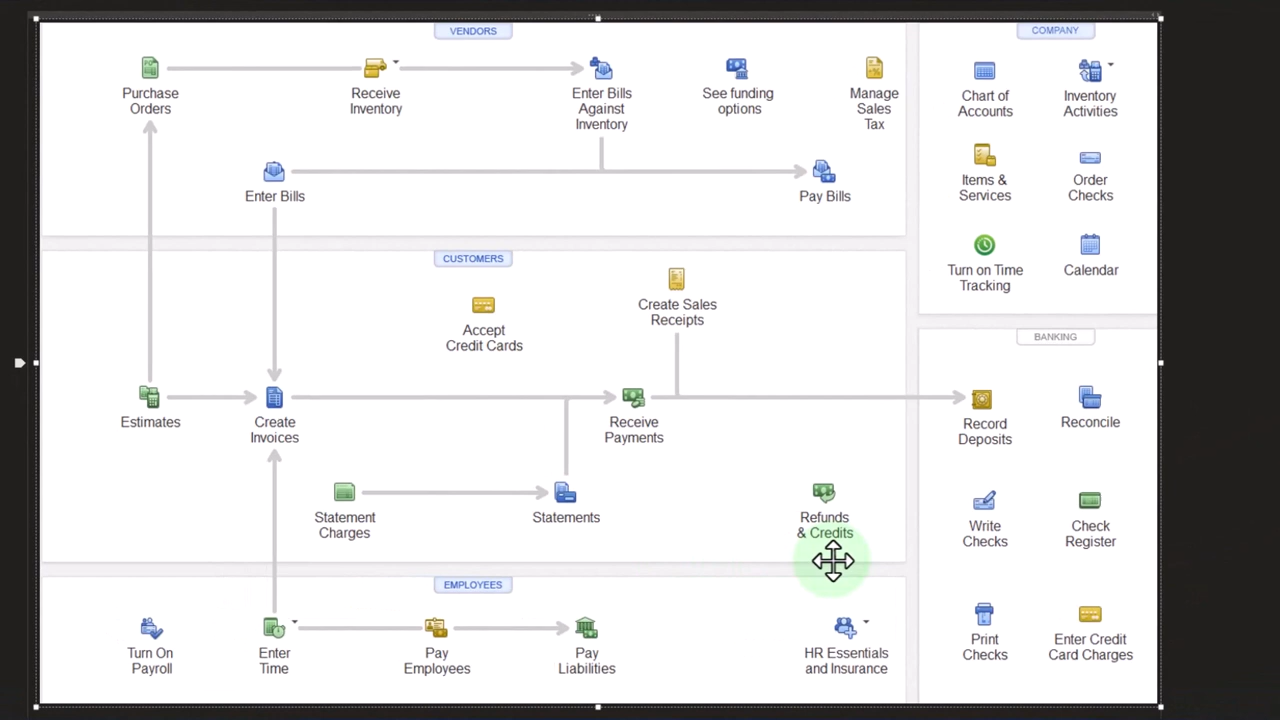 VENDORS
Purchase
Orders
Receive
Inventory
Enter Bills
Against
Inventory
See funding
options
Manage
Sales
Tax
Enter Bills
Pay Bills
CUSTOMERS
Create Sales
Receipts
Accept
Credit Cards
Estimates
Create
Invoices
Receive
Payments
Statement
Charges
Statements
Refunds
& Credits
EMPLOYEES
Turn On
Payroll
Enter
Time
Pay
Employees
Pay
Liabilities
HR Essentials
and Insurance
COMPANY
Chart of
Accounts
Inventory
Activities
Items &
Services
Order
Checks
Turn on Time
Tracking
Calendar
BANKING
Record
Deposits
Reconcile
Write
Checks
Check
Register
Print
Checks
Enter Credit
Card Charges